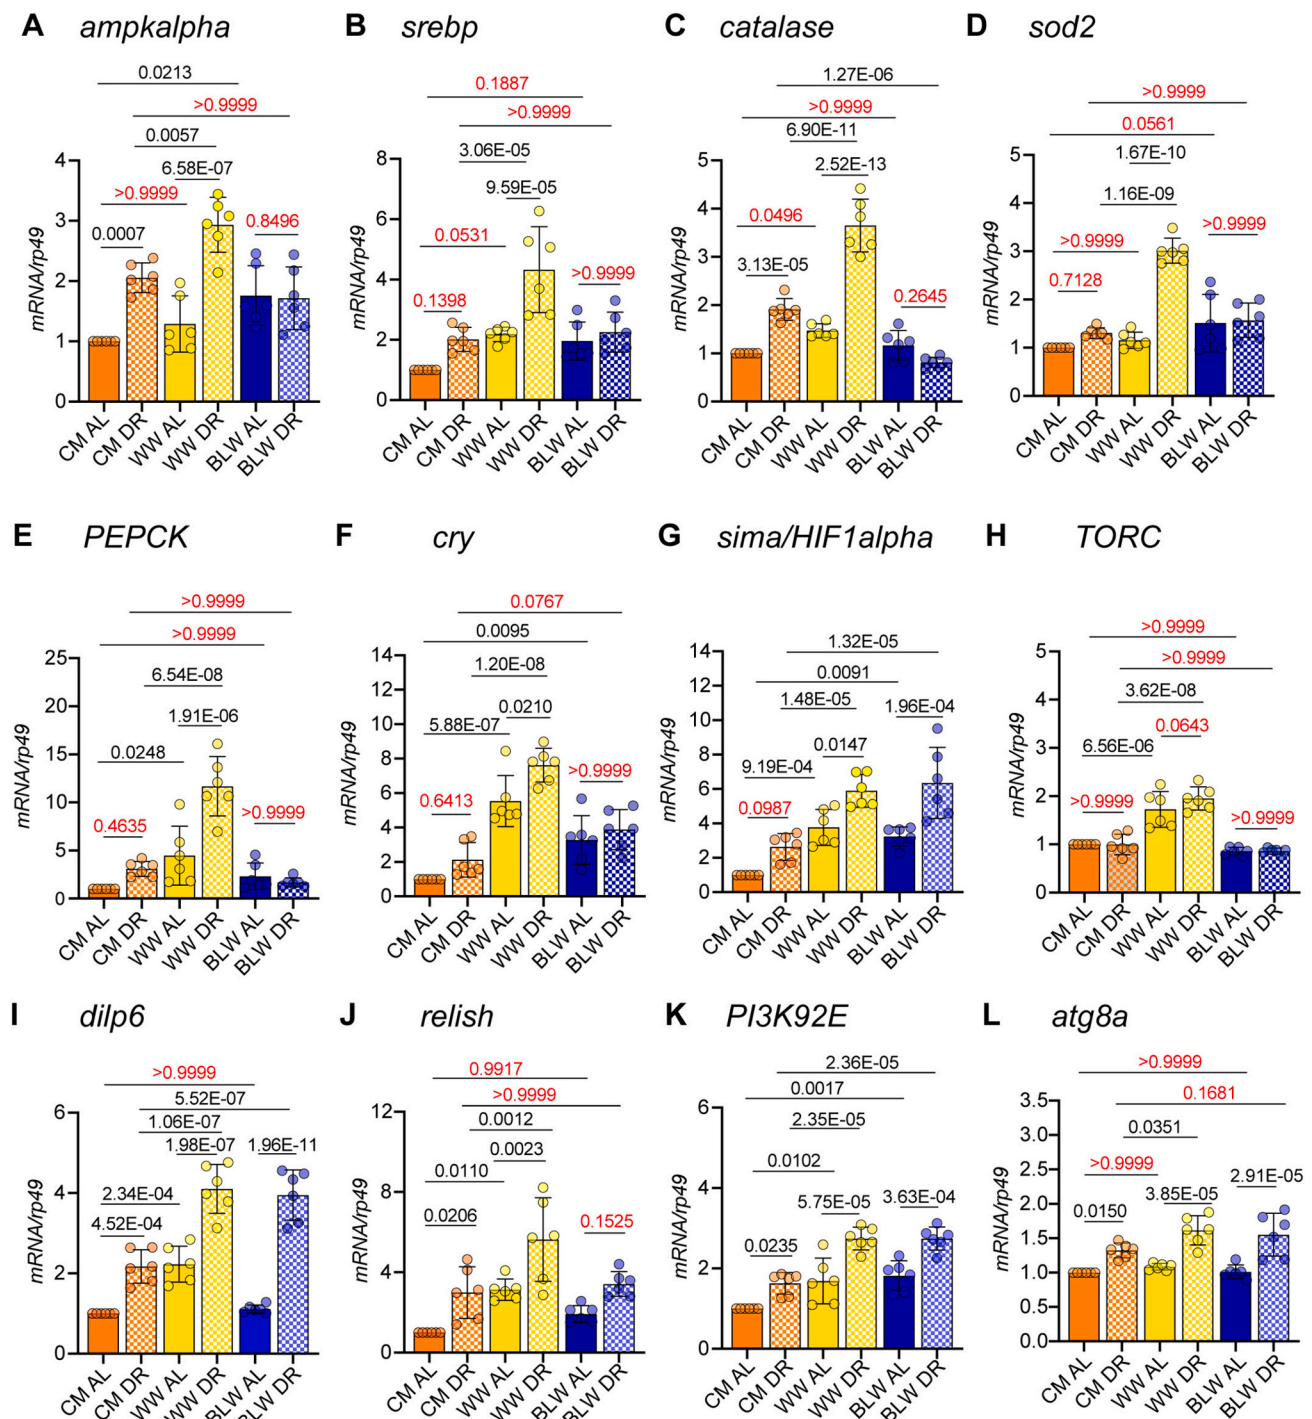 A ampkalpha
0.0213
>0.9999
0.0057
6.58E-07
>0.9999
0.8496
0.0007
mRNA/rp49
4
3
2
1
0
CM AL
CM DR
WW AL
WW DR
BLW AL
BLW DR
B srebp
0.1887
>0.9999
3.06E-05
9.59E-05
0.0531
>0.9999
0.1398
mRNA/rp49
8
6
4
2
0
CM AL
CM DR
WW AL
WW DR
BLW AL
BLW DR
C catalase
1.27E-06
>0.9999
6.90E-11
2.52E-13
0.0496
3.13E-05
0.2645
mRNA/rp49
5
4
3
2
1
0
CM AL
CM DR
WW AL
WW DR
BLW AL
BLW DR
D sod2
>0.9999
0.0561
1.67E-10
1.16E-09
>0.9999
>0.9999
0.7128
mRNA/rp49
5
4
3
2
1
0
CM AL
CM DR
WW AL
WW DR
BLW AL
BLW DR
E PEPCK
>0.9999
>0.9999
6.54E-08
1.91E-06
0.0248
>0.9999
0.4635
mRNA/rp49
25
20
15
10
5
0
CM AL
CM DR
WW AL
WW DR
BLW AL
BLW DR
F cry
0.0767
0.0095
1.20E-08
0.0210
5.88E-07
>0.9999
0.6413
mRNA/rp49
14
12
10
8
6
4
2
0
CM AL
CM DR
WW AL
WW DR
BLW AL
BLW DR
G sima/HIF1alpha
1.32E-05
0.0091
1.48E-05
1.96E-04
0.0147
9.19E-04
0.0987
mRNA/rp49
14
12
10
8
6
4
2
0
CM AL
CM DR
WW AL
WW DR
BLW AL
BLW DR
H TORC
>0.9999
>0.9999
3.62E-08
0.0643
6.56E-06
>0.9999
>0.9999
mRNA/rp49
5
4
3
2
1
0
CM AL
CM DR
WW AL
WW DR
BLW AL
BLW DR
I dilp6
>0.9999
5.52E-07
1.06E-07
1.98E-07
1.96E-11
2.34E-04
4.52E-04
mRNA/rp49
6
4
2
0
CM AL
CM DR
WW AL
WW DR
BLW AL
BLW DR
J relish
0.9917
>0.9999
0.0012
0.0023
0.0110
0.0206
0.1525
mRNA/rp49
12
8
4
0
CM AL
CM DR
WW AL
WW DR
BLW AL
BLW DR
K PI3K92E
2.36E-05
0.0017
2.35E-05
0.0102
5.75E-05
3.63E-04
0.0235
mRNA/rp49
6
4
2
0
CM AL
CM DR
WW AL
WW DR
BLW AL
BLW DR
L atg8a
>0.9999
0.1681
0.0351
>0.9999
2.91E-05
3.85E-05
0.0150
mRNA/rp49
3.5
3.0
2.5
2.0
1.5
1.0
0.5
0.0
CM AL
CM DR
WW AL
WW DR
BLW AL
BLW DR